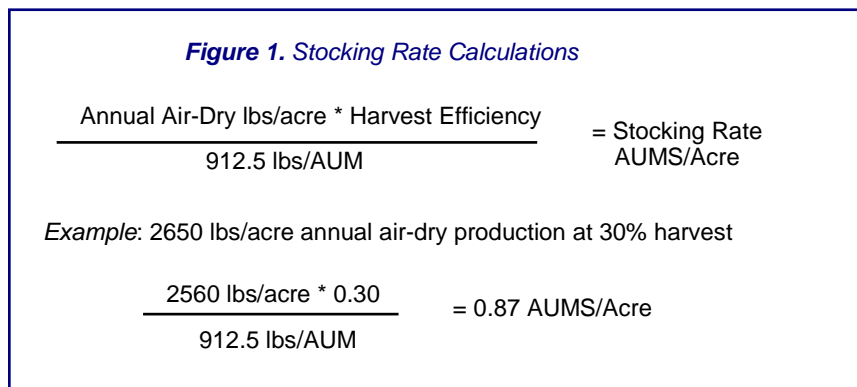 Figure 1. Stocking Rate Calculations
Annual Air-Dry lbs/acre * Harvest Efficiency
912.5 lbs/AUM
= Stocking Rate
AUMS/Acre
Example: 2650 lbs/acre annual air-dry production at 30% harvest
2560 lbs/acre * 0.30
912.5 lbs/AUM
= 0.87 AUMS/Acre